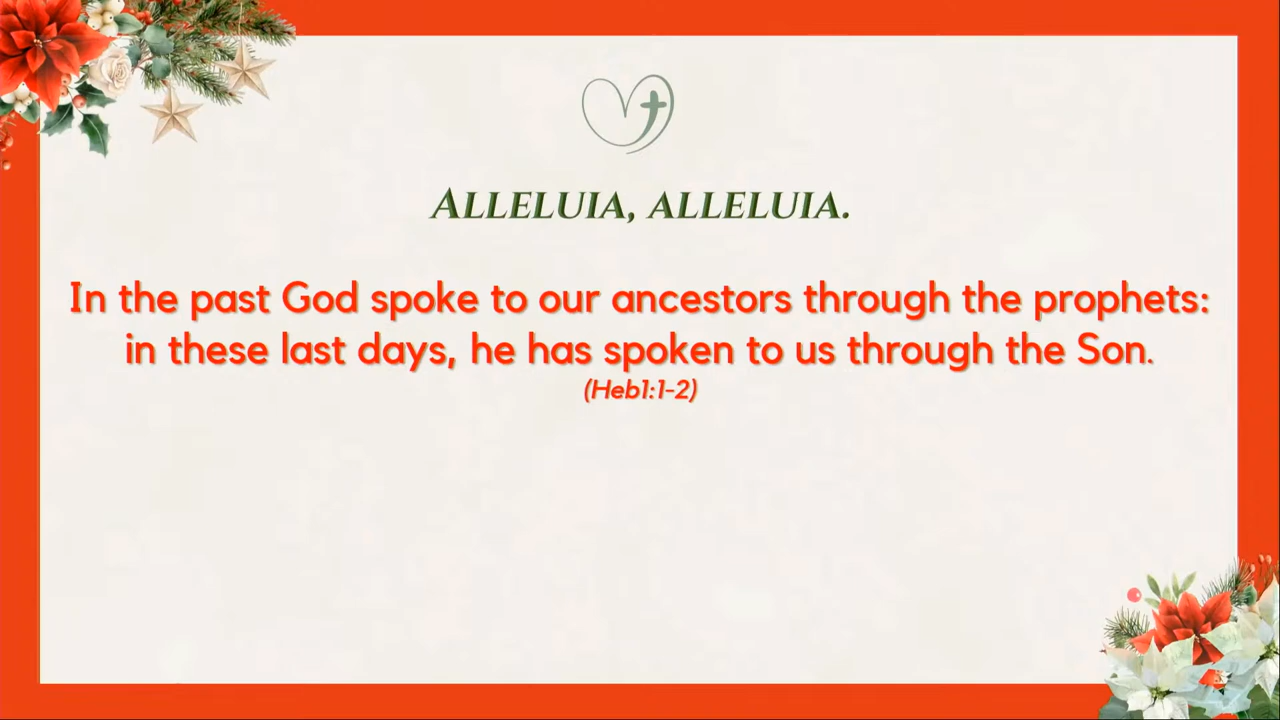 Alleluia, alleluia.
In the past God spoke to our ancestors through the prophets:
in these last days, he has spoken to us through the Son.
(Heb1:1-2)